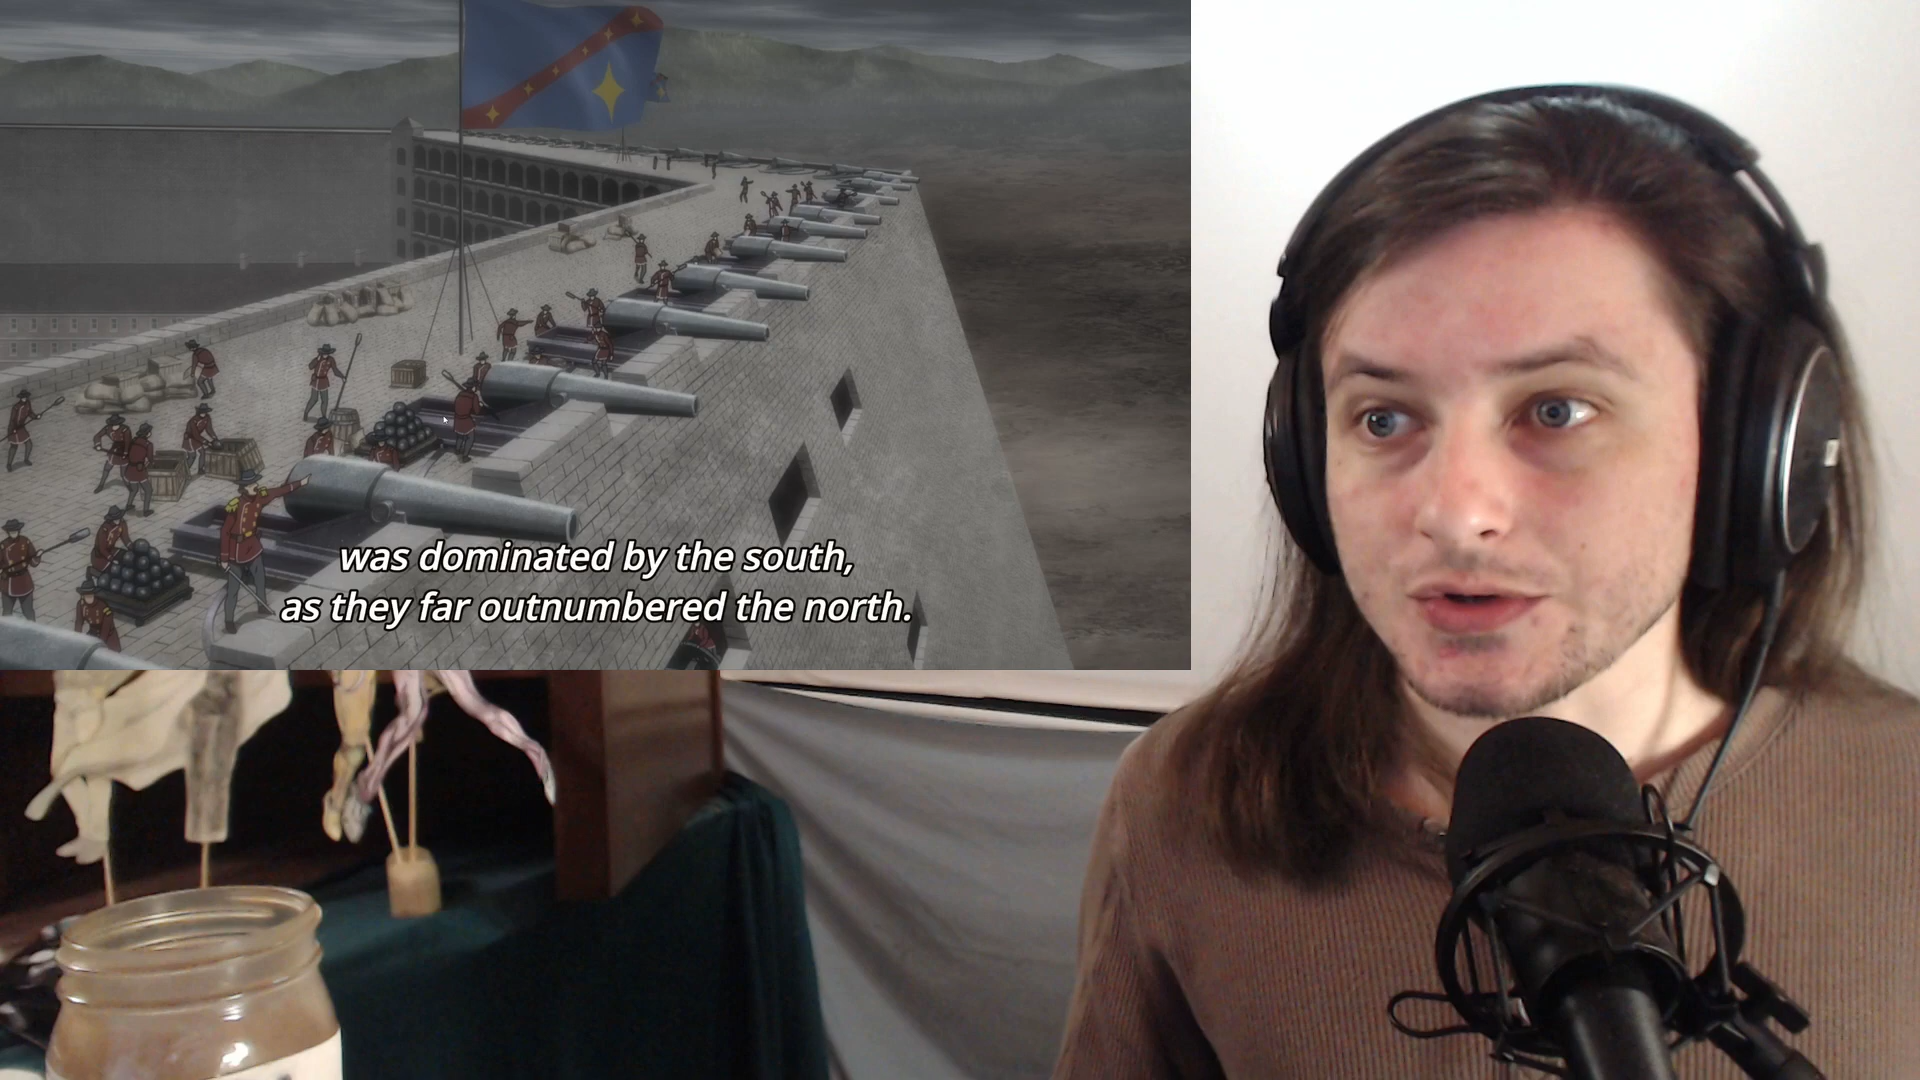 was dominated by the south,
as they far outnumbered the north.